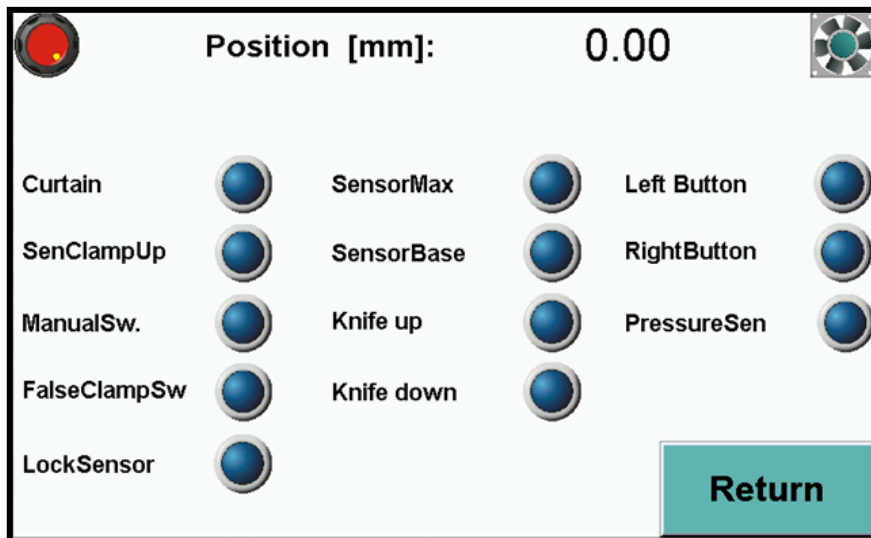 Position [mm]: 0.00
Curtain SensorMax Left Button
SenClampUp SensorBase RightButton
ManualSw. Knife up PressureSen
FalseClampSw Knife down
LockSensor
Return